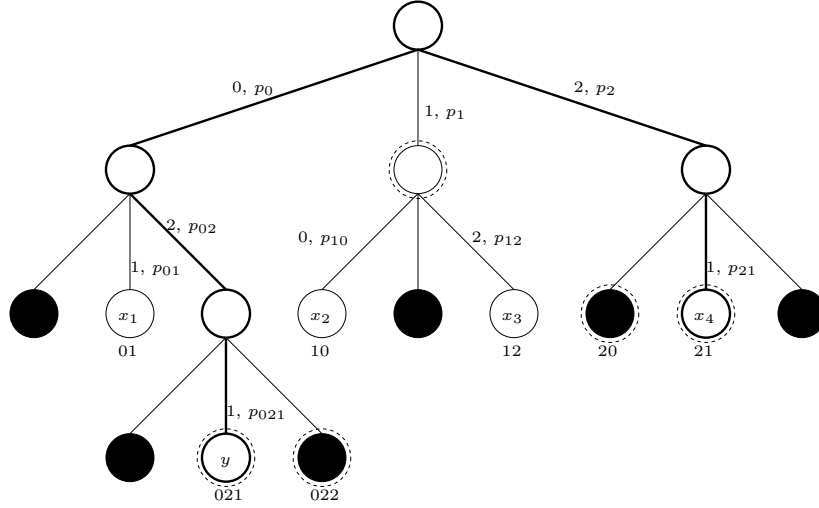 0, p₀
2, p₂
1, p₁
2, p₀₂
0, p₁₀
2, p₁₂
1, p₀₁
1, p₂₁
x₁
x₂
x₃
x₄
01
10
12
20
21
1, p₀₂₁
y
021
022